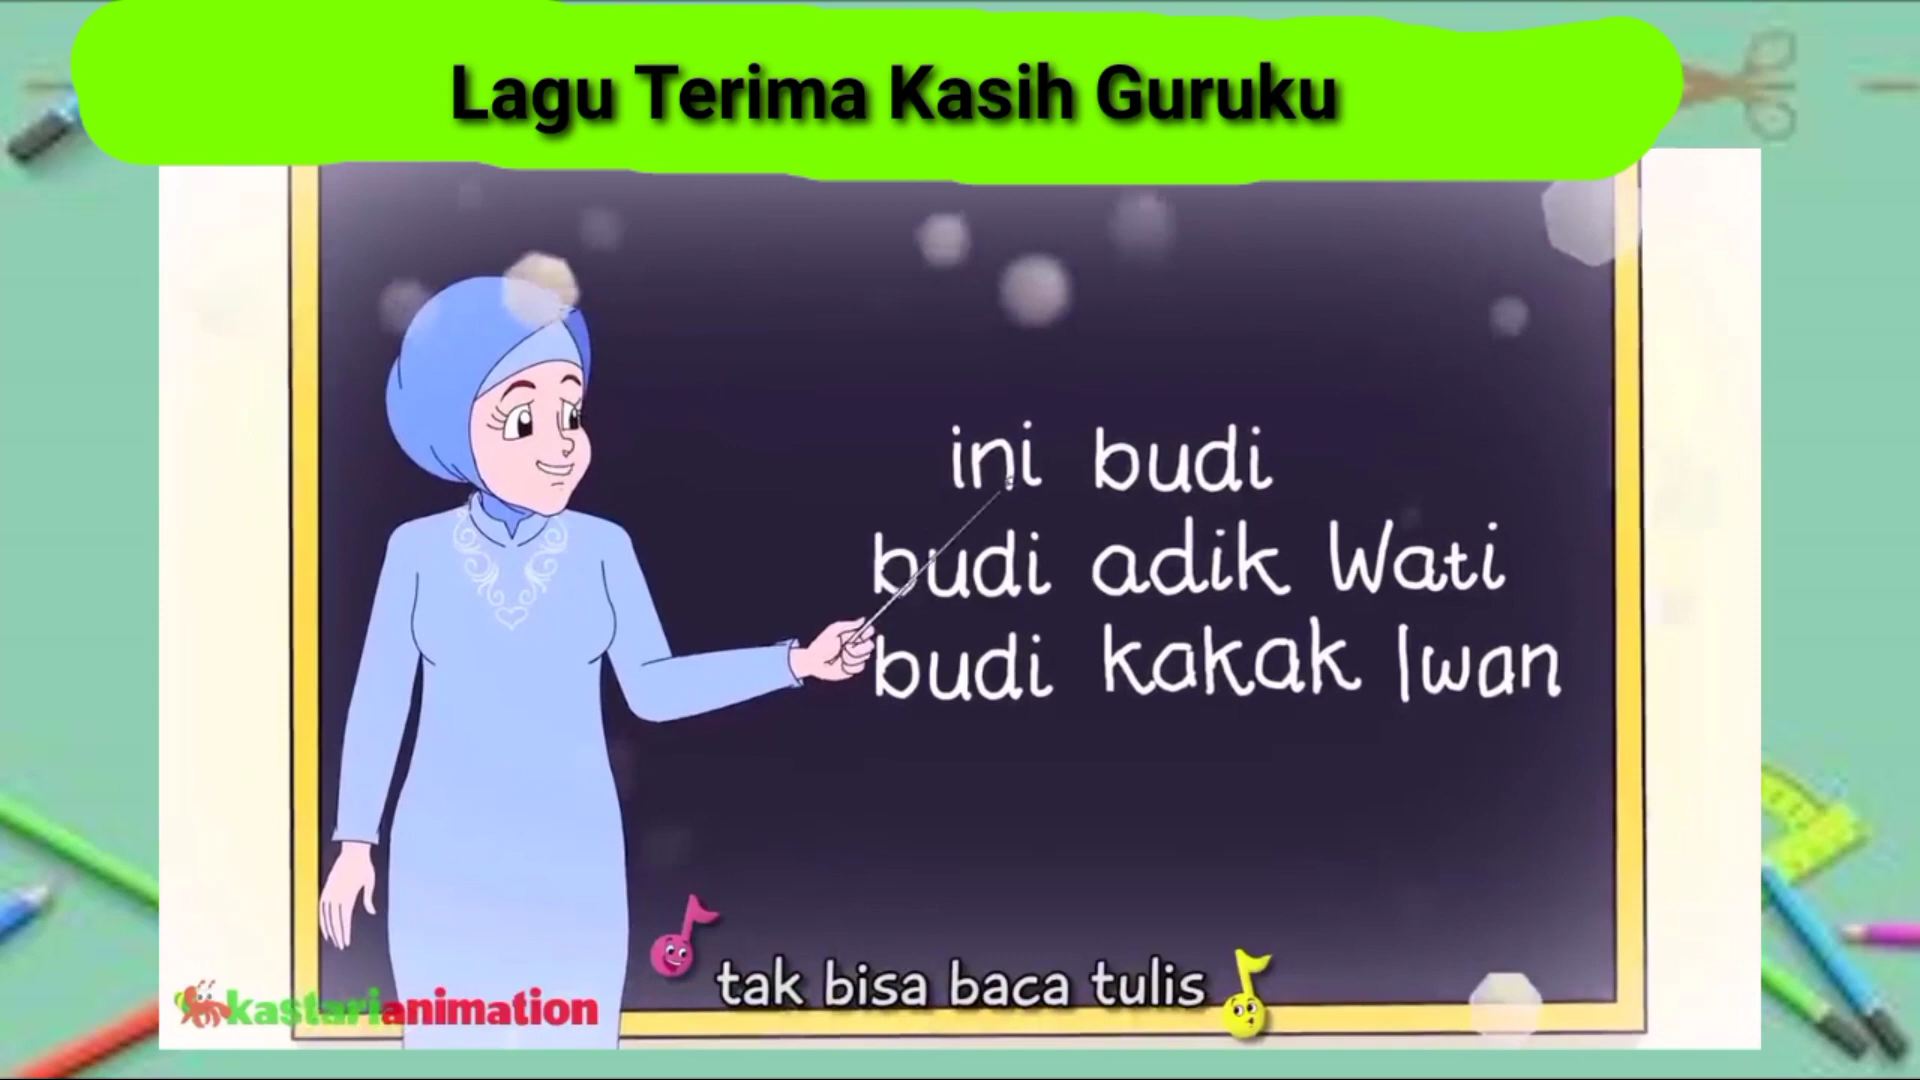 Lagu Terima Kasih Guruku
ini budi
budi adik Wati
budi kakak Iwan
tak bisa baca tulis
kastarianimation